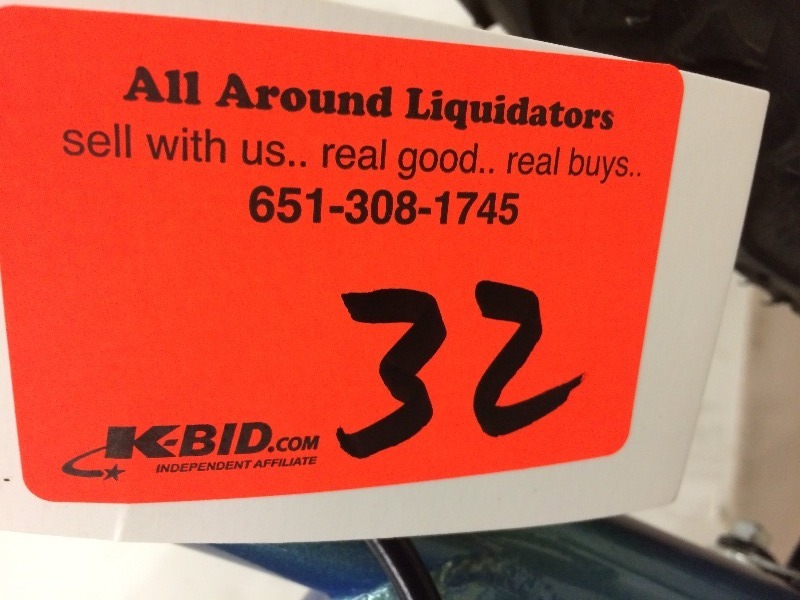 All Around Liquidators
sell with us.. real good.. real buys..
651-308-1745
32
K-BID.COM
INDEPENDENT AFFILIATE